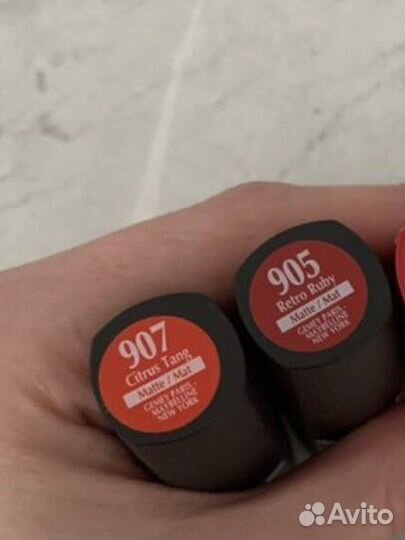 907
Citrus Tang
Matte / Mat
GEMEY PARIS -
MAYBELLINE
NEW YORK
905
Retro Ruby
Matte / Mat
GEMEY PARIS -
MAYBELLINE
NEW YORK
Avito